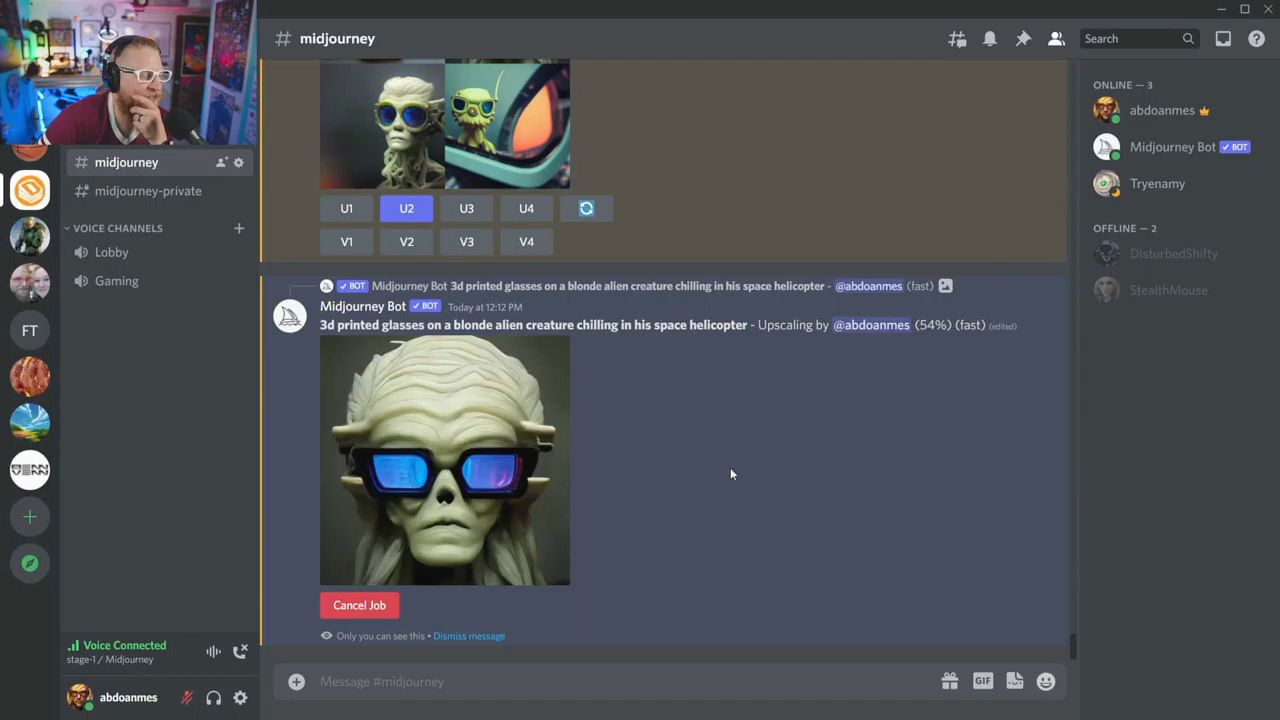 midjourney
Search
midjourney
midjourney-private
VOICE CHANNELS
Lobby
Gaming
FT
Voice Connected
stage-1 / Midjourney
abdoanmes
U1 U2 U3 U4
V1 V2 V3 V4
BOT Midjourney Bot 3d printed glasses on a blonde alien creature chilling in his space helicopter - @abdoanmes (fast)
Midjourney Bot BOT Today at 12:12 PM
3d printed glasses on a blonde alien creature chilling in his space helicopter - Upscaling by @abdoanmes (54%) (fast) (edited)
Cancel Job
Only you can see this • Dismiss message
Message #midjourney
GIF
ONLINE — 3
abdoanmes
Midjourney Bot BOT
Tryenamy
OFFLINE — 2
DisturbedShifty
StealthMouse